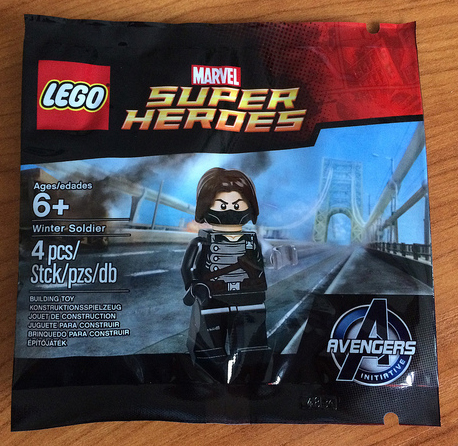 LEGO
MARVEL
SUPER
HEROES
Ages/edades
6+
Winter Soldier
4 pcs/
Stck/pzs/db
BUILDING TOY
KONSTRUKTIONSSPIELZEUG
JOUET DE CONSTRUCTION
JUGUETE PARA CONSTRUIR
BRINQUEDO PARA CONSTRUIR
ÉPÍTŐJÁTÉK
AVENGERS
INITIATIVE